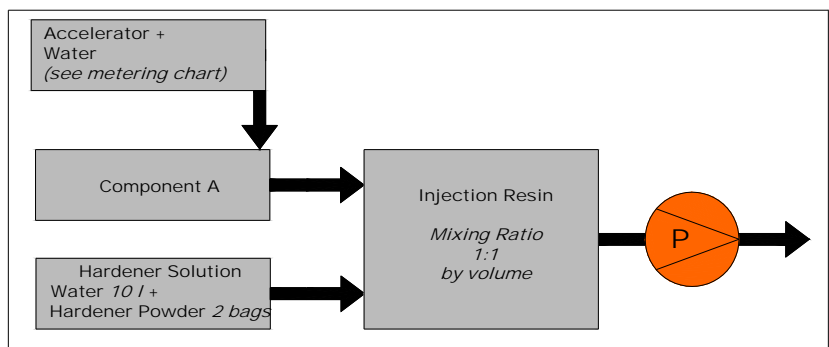 Accelerator +
Water
(see metering chart)
Component A
Injection Resin
Mixing Ratio
1:1
by volume
P
Hardener Solution
Water 10 l +
Hardener Powder 2 bags